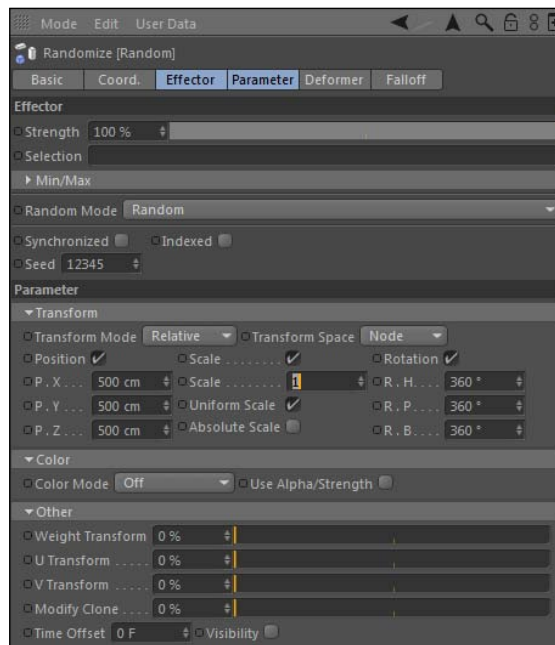 Mode Edit User Data
Randomize [Random]
Basic Coord. Effector Parameter Deformer Falloff
Effector
Strength 100 %
Selection
Min/Max
Random Mode Random
Synchronized Indexed
Seed 12345
Parameter
Transform
Transform Mode Relative Transform Space Node
Position Scale . . . . . . . . Rotation
P . X . . . 500 cm Scale . . . . . . . . 1 R . H . . . . 360 °
P . Y . . . 500 cm Uniform Scale R . P . . . . 360 °
P . Z . . . 500 cm Absolute Scale R . B . . . . 360 °
Color
Color Mode Off Use Alpha/Strength
Other
Weight Transform 0 %
U Transform . . . . . 0 %
V Transform . . . . . 0 %
Modify Clone . . . . 0 %
Time Offset 0 F Visibility